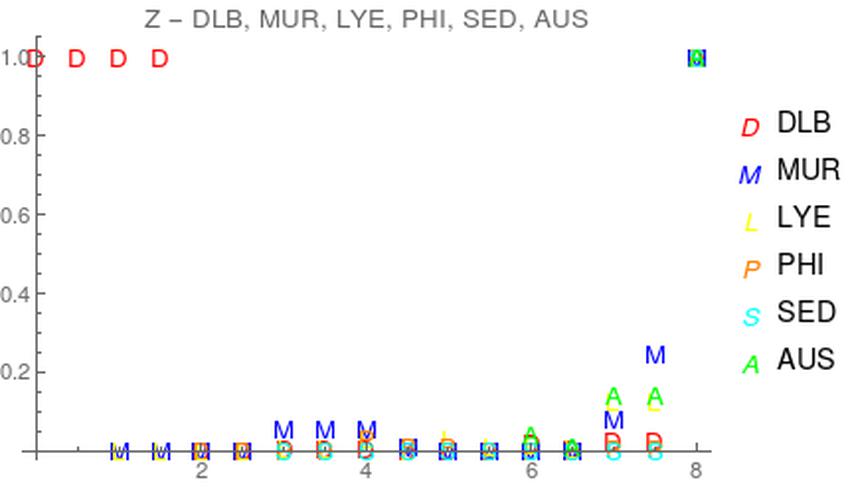 Z – DLB, MUR, LYE, PHI, SED, AUS
1.0 D D D D
0.8
0.6
0.4
0.2
M M M
M
A A
M
2 4 6 8
D DLB
M MUR
L LYE
P PHI
S SED
A AUS